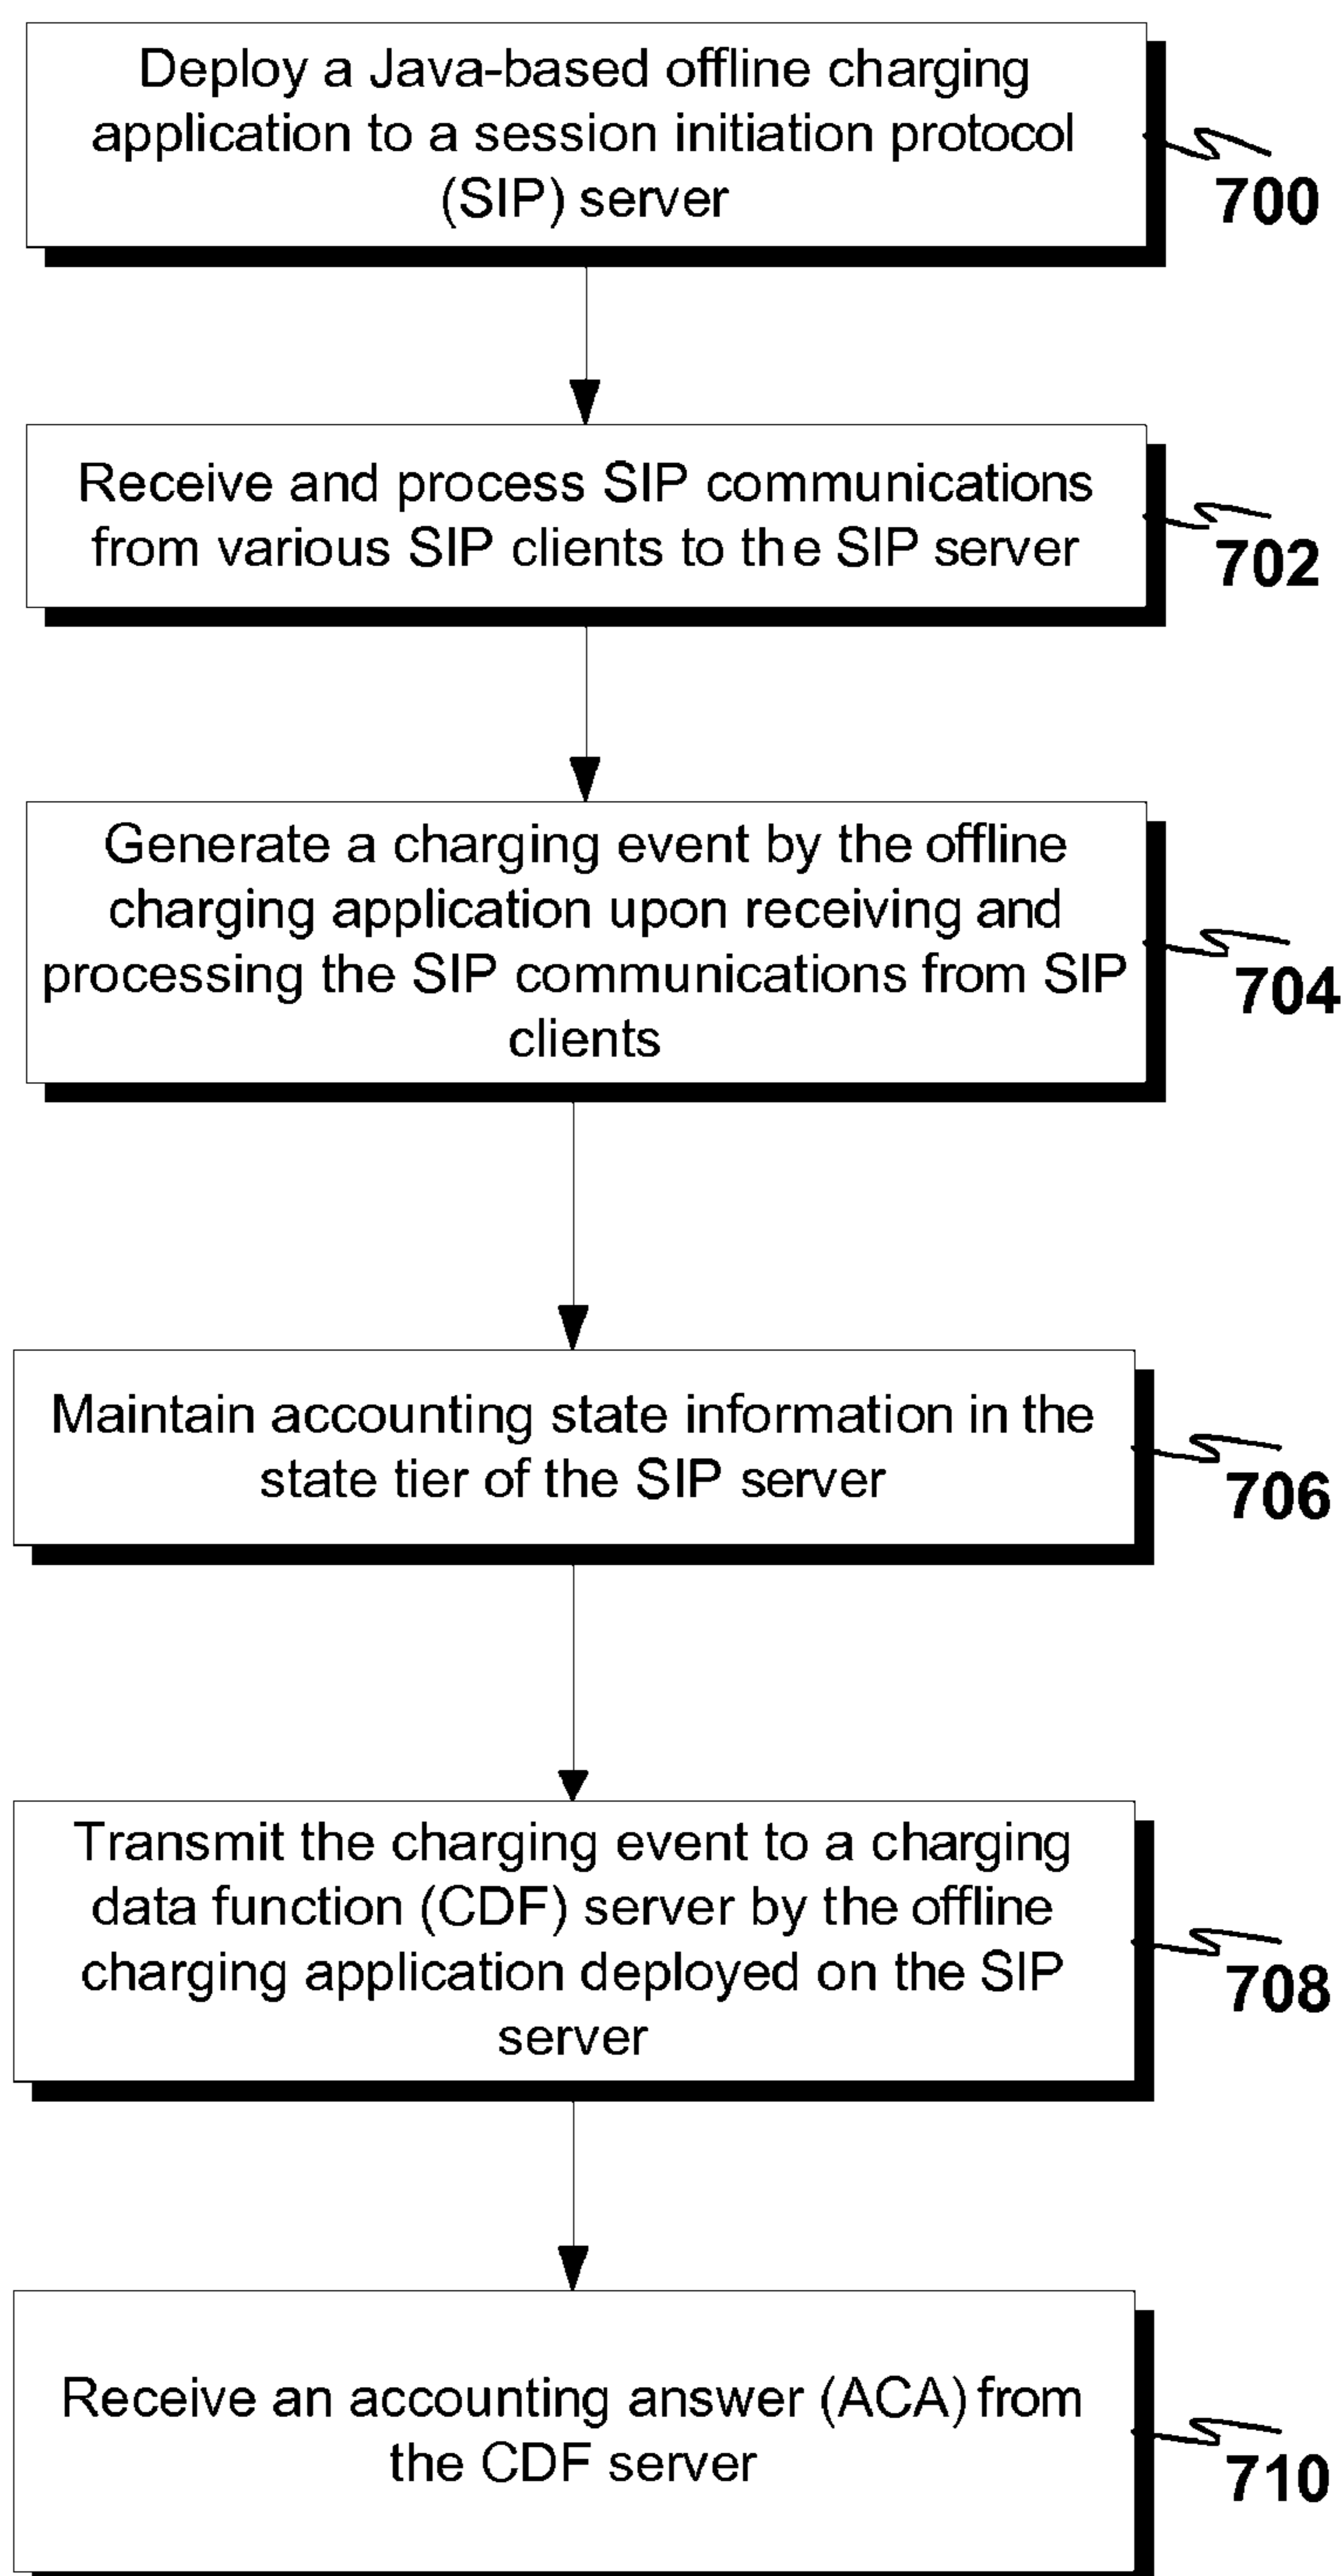 Deploy a Java-based offline charging
application to a session initiation protocol
(SIP) server
700
Receive and process SIP communications
from various SIP clients to the SIP server
702
Generate a charging event by the offline
charging application upon receiving and
processing the SIP communications from SIP
clients
704
Maintain accounting state information in the
state tier of the SIP server
706
Transmit the charging event to a charging
data function (CDF) server by the offline
charging application deployed on the SIP
server
708
Receive an accounting answer (ACA) from
the CDF server
710